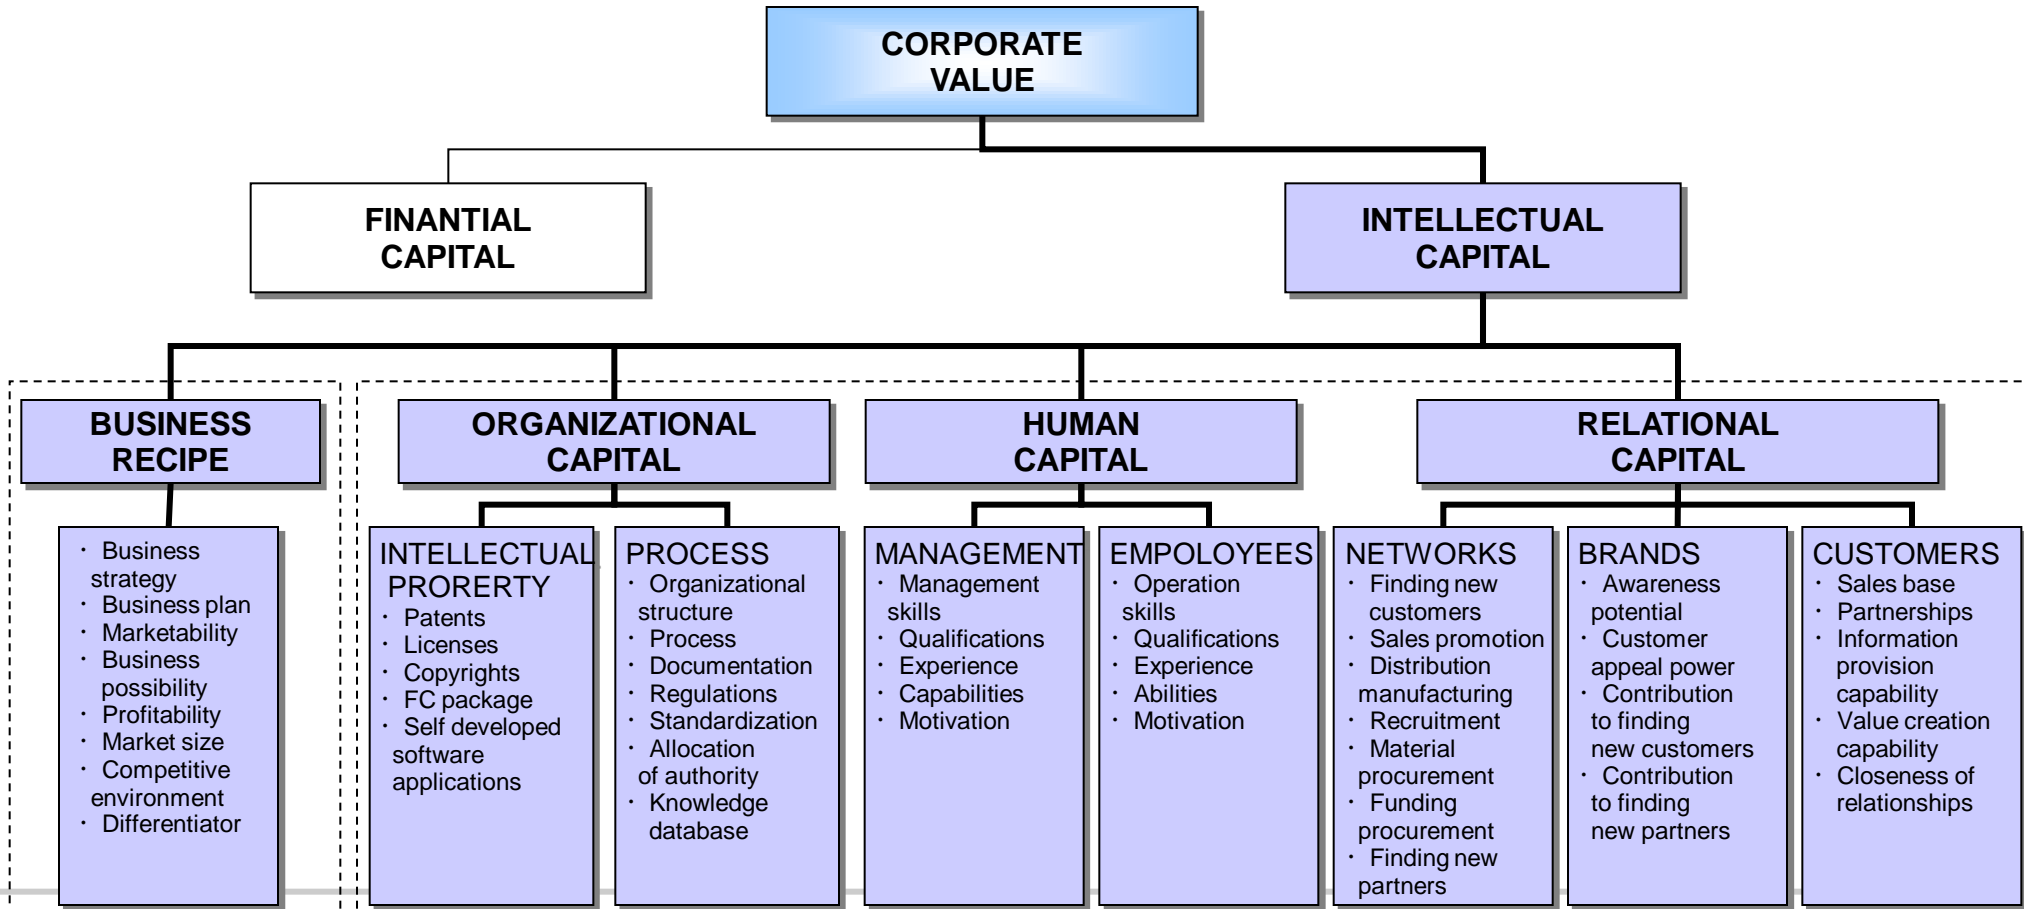 CORPORATE
VALUE
FINANTIAL
CAPITAL
INTELLECTUAL
CAPITAL
BUSINESS
RECIPE
ORGANIZATIONAL
CAPITAL
HUMAN
CAPITAL
RELATIONAL
CAPITAL
・ Business
strategy
・ Business plan
・ Marketability
・ Business
possibility
・ Profitability
・ Market size
・ Competitive
environment
・ Differentiator
INTELLECTUAL
PRORERTY
・ Patents
・ Licenses
・ Copyrights
・ FC package
・ Self developed
software
applications
PROCESS
・ Organizational
structure
・ Process
・ Documentation
・ Regulations
・ Standardization
・ Allocation
of authority
・ Knowledge
database
MANAGEMENT
・ Management
skills
・ Qualifications
・ Experience
・ Capabilities
・ Motivation
EMPOLOYEES
・ Operation
skills
・ Qualifications
・ Experience
・ Abilities
・ Motivation
NETWORKS
・ Finding new
customers
・ Sales promotion
・ Distribution
manufacturing
・ Recruitment
・ Material
procurement
・ Funding
procurement
・ Finding new
partners
BRANDS
・ Awareness
potential
・ Customer
appeal power
・ Contribution
to finding
new customers
・ Contribution
to finding
new partners
CUSTOMERS
・ Sales base
・ Partnerships
・ Information
provision
capability
・ Value creation
capability
・ Closeness of
relationships